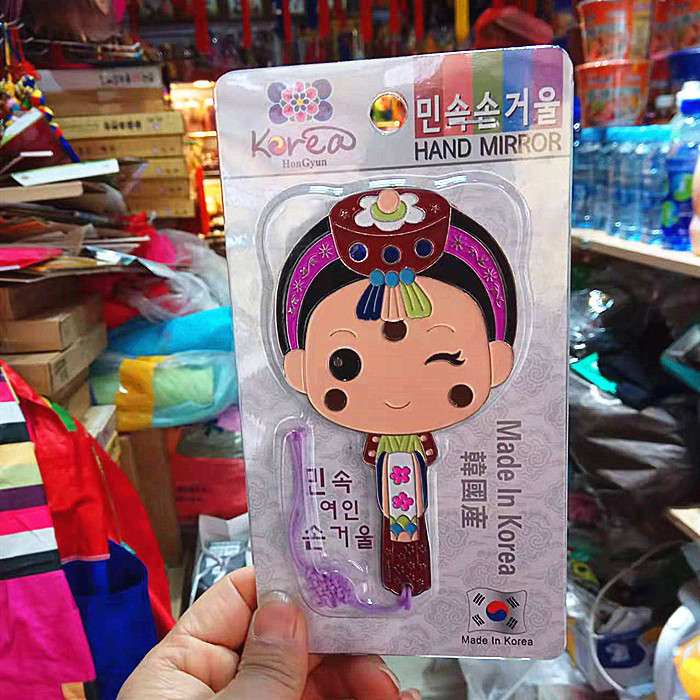 Korea
HonGyun
민속손거울
HAND MIRROR
민속
여인
손거울
Made In Korea
韓國産
Made In Korea